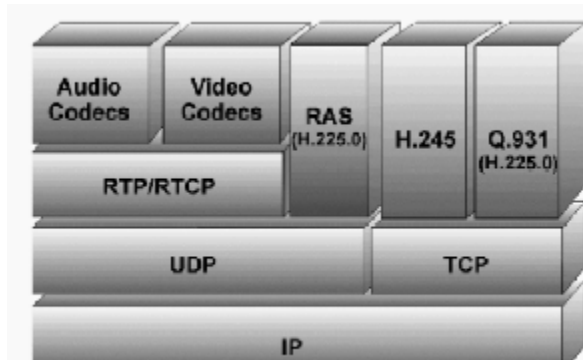 Audio
Codecs
Video
Codecs
RAS
(H.225.0)
H.245
Q.931
(H.225.0)
RTP/RTCP
UDP
TCP
IP